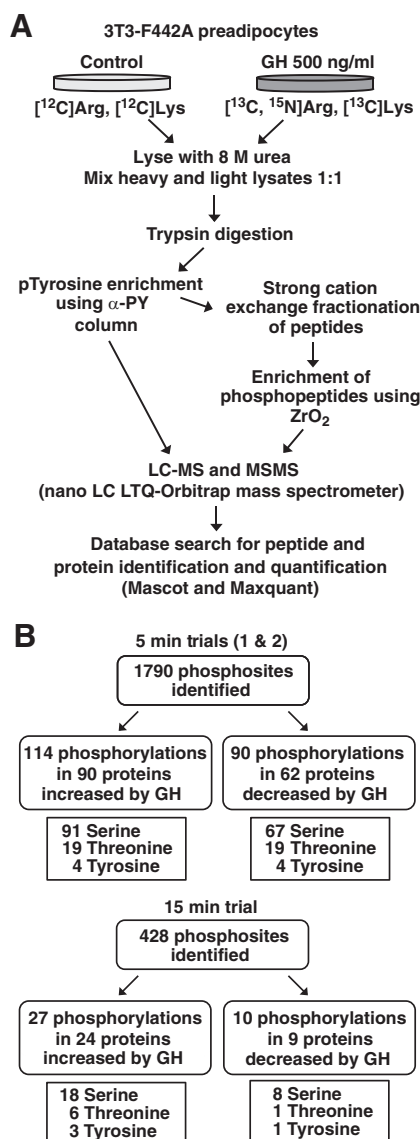 A
3T3-F442A preadipocytes
Control
GH 500 ng/ml
[¹²C]Arg, [¹²C]Lys
[¹³C, ¹⁵N]Arg, [¹³C]Lys
Lyse with 8 M urea
Mix heavy and light lysates 1:1
Trypsin digestion
pTyrosine enrichment
using α-PY
column
Strong cation
exchange fractionation
of peptides
Enrichment of
phosphopeptides using
ZrO₂
LC-MS and MSMS
(nano LC LTQ-Orbitrap mass spectrometer)
Database search for peptide and
protein identification and quantification
(Mascot and Maxquant)
B
5 min trials (1 & 2)
1790 phosphosites
identified
114 phosphorylations
in 90 proteins
increased by GH
90 phosphorylations
in 62 proteins
decreased by GH
91 Serine
19 Threonine
4 Tyrosine
67 Serine
19 Threonine
4 Tyrosine
15 min trial
428 phosphosites
identified
27 phosphorylations
in 24 proteins
increased by GH
10 phosphorylations
in 9 proteins
decreased by GH
18 Serine
6 Threonine
3 Tyrosine
8 Serine
1 Threonine
1 Tyrosine